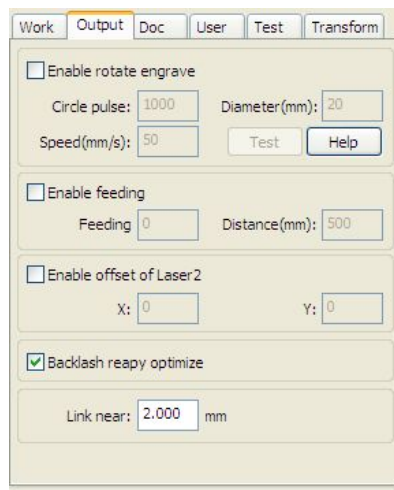 Work Output Doc User Test Transform
Enable rotate engrave
Circle pulse: 1000 Diameter(mm): 20
Speed(mm/s): 50 Test Help
Enable feeding
Feeding 0 Distance(mm): 500
Enable offset of Laser2
X: 0 Y: 0
Backlash reapy optimize
Link near: 2.000 mm